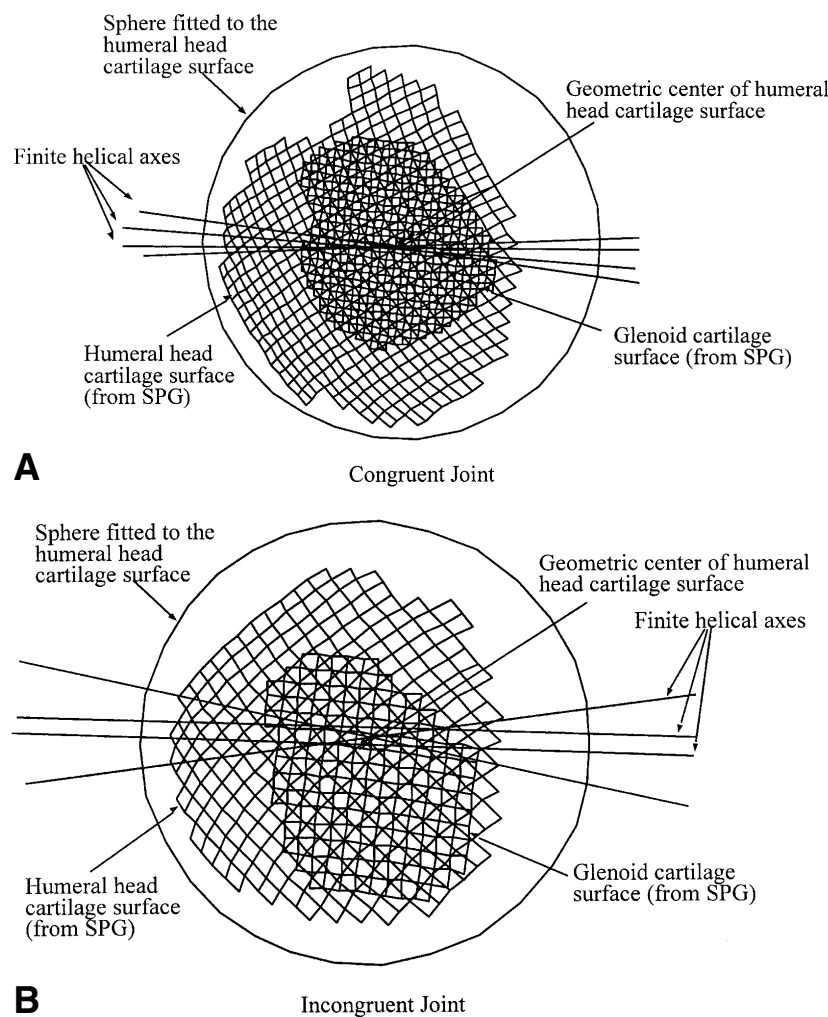 Sphere fitted to the
humeral head
cartilage surface
Geometric center of humeral
head cartilage surface
Finite helical axes
Glenoid cartilage
surface (from SPG)
Humeral head
cartilage surface
(from SPG)
A
Congruent Joint
Sphere fitted to the
humeral head
cartilage surface
Geometric center of humeral
head cartilage surface
Finite helical axes
Glenoid cartilage
surface (from SPG)
Humeral head
cartilage surface
(from SPG)
B
Incongruent Joint